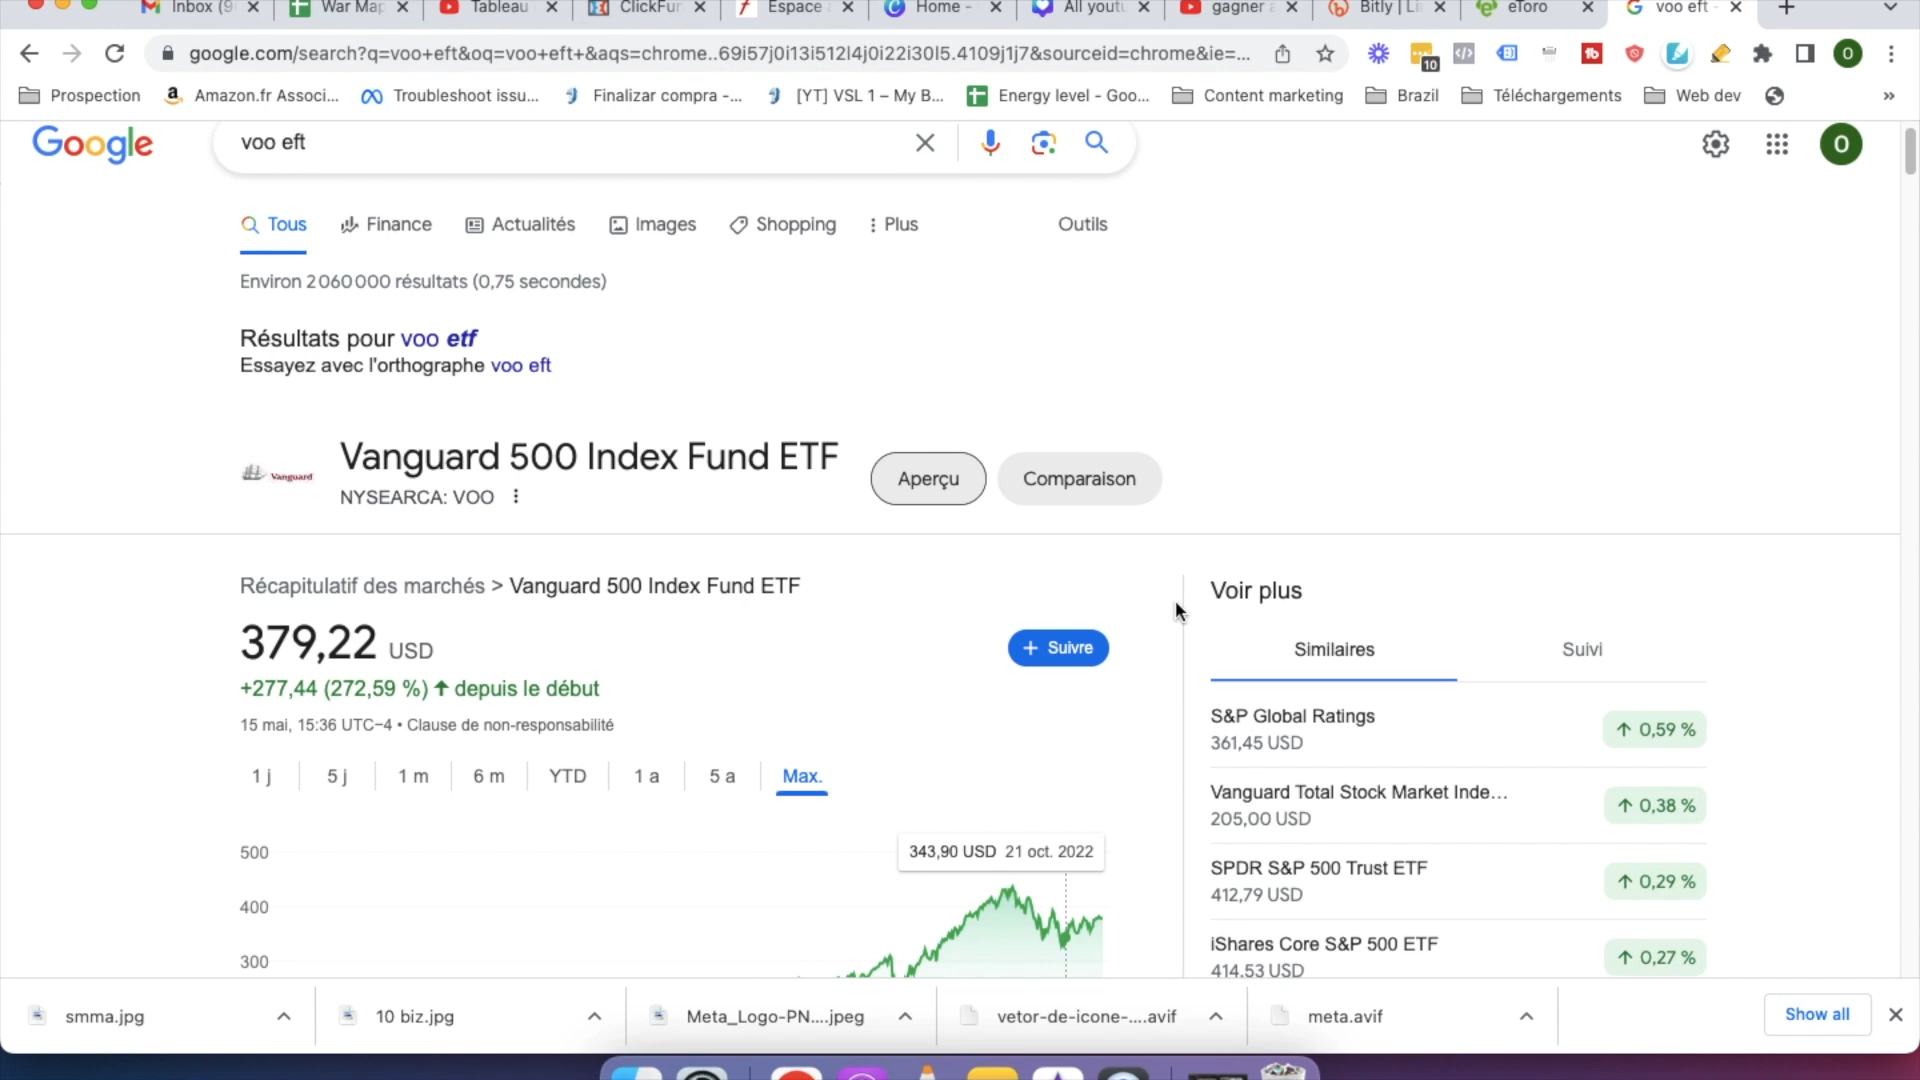 Inbox (9
War Map
Tableau
ClickFun
Espace
Home -
All yout
gagner a
Bitly | Li
eToro
voo eft -
google.com/search?q=voo+eft&oq=voo+eft+&aqs=chrome..69i57j0i13i512l4j0i22i30l5.4109j1j7&sourceid=chrome&ie=...
10
O
Prospection
Amazon.fr Associ...
Troubleshoot issu...
Finalizar compra -...
[YT] VSL 1 – My B...
Energy level - Goo...
Content marketing
Brazil
Téléchargements
Web dev
»
Google
voo eft
O
Tous
Finance
Actualités
Images
Shopping
Plus
Outils
Environ 2 060 000 résultats (0,75 secondes)
Résultats pour voo etf
Essayez avec l'orthographe voo eft
Vanguard
Vanguard 500 Index Fund ETF
NYSEARCA: VOO
Aperçu
Comparaison
Récapitulatif des marchés > Vanguard 500 Index Fund ETF
379,22 USD
+ Suivre
+277,44 (272,59 %) ↑ depuis le début
15 mai, 15:36 UTC−4 • Clause de non-responsabilité
1 j
5 j
1 m
6 m
YTD
1 a
5 a
Max.
343,90 USD 21 oct. 2022
500
400
300
Voir plus
Similaires
Suivi
S&P Global Ratings
361,45 USD
↑ 0,59 %
Vanguard Total Stock Market Inde…
205,00 USD
↑ 0,38 %
SPDR S&P 500 Trust ETF
412,79 USD
↑ 0,29 %
iShares Core S&P 500 ETF
414,53 USD
↑ 0,27 %
smma.jpg
10 biz.jpg
Meta_Logo-PN....jpeg
vetor-de-icone-....avif
meta.avif
Show all